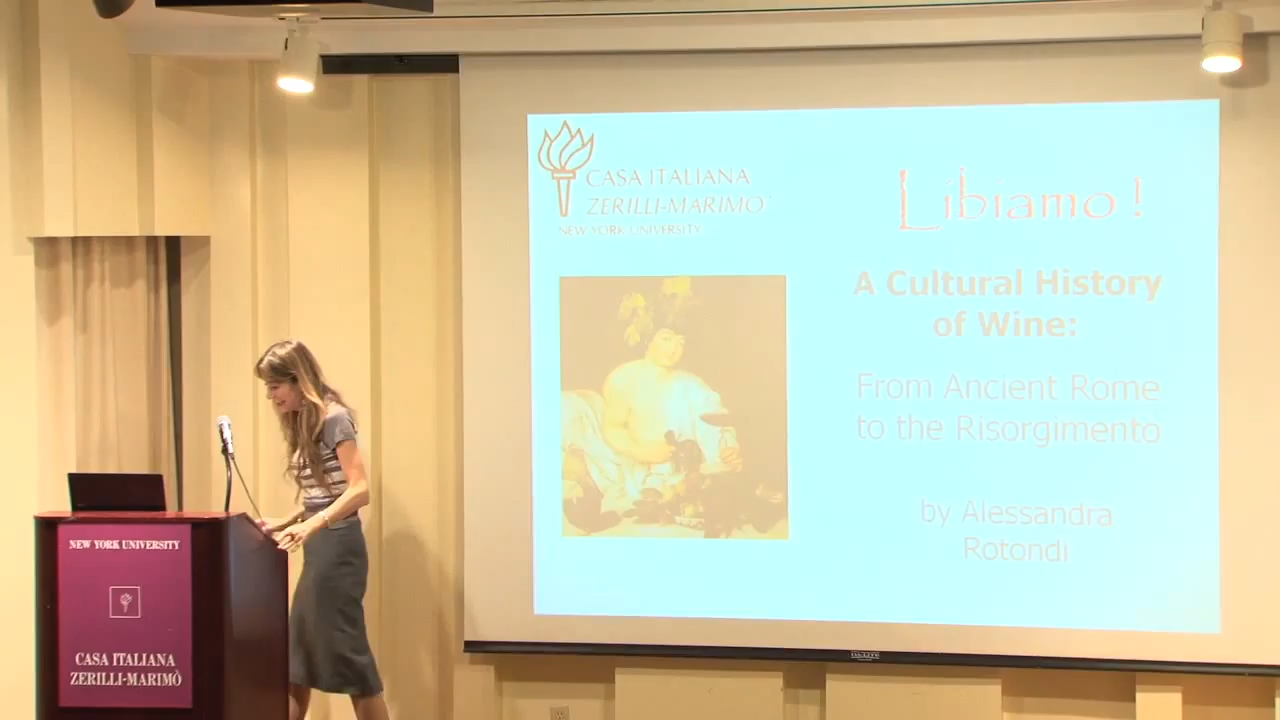 CASA ITALIANA
ZERILLI-MARIMO
NEW YORK UNIVERSITY
Libiamo !
A Cultural History
of Wine:
From Ancient Rome
to the Risorgimento
by Alessandra
Rotondi
NEW YORK UNIVERSITY
CASA ITALIANA
ZERILLI-MARIMÒ